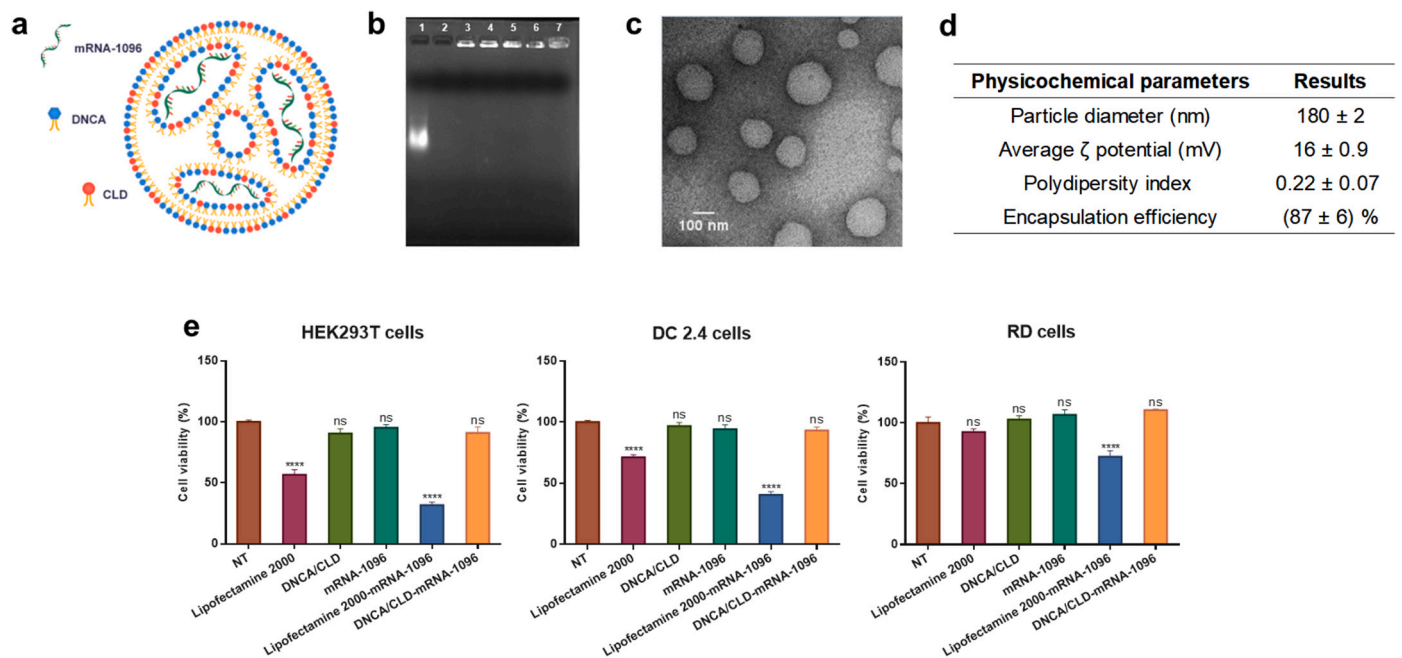 a
mRNA-1096
DNCA
CLD
b
1 2 3 4 5 6 7
c
100 nm
d
Physicochemical parameters Results
Particle diameter (nm) 180 ± 2
Average ζ potential (mV) 16 ± 0.9
Polydipersity index 0.22 ± 0.07
Encapsulation efficiency (87 ± 6) %
e
HEK293T cells
Cell viability (%)
150
100
50
0
****
ns
ns
****
ns
NT
Lipofectamine 2000
DNCA/CLD
mRNA-1096
Lipofectamine 2000-mRNA-1096
DNCA/CLD-mRNA-1096
DC 2.4 cells
Cell viability (%)
150
100
50
0
****
ns
ns
****
ns
NT
Lipofectamine 2000
DNCA/CLD
mRNA-1096
Lipofectamine 2000-mRNA-1096
DNCA/CLD-mRNA-1096
RD cells
Cell viability (%)
150
100
50
0
ns
ns
ns
****
ns
NT
Lipofectamine 2000
DNCA/CLD
mRNA-1096
Lipofectamine 2000-mRNA-1096
DNCA/CLD-mRNA-1096